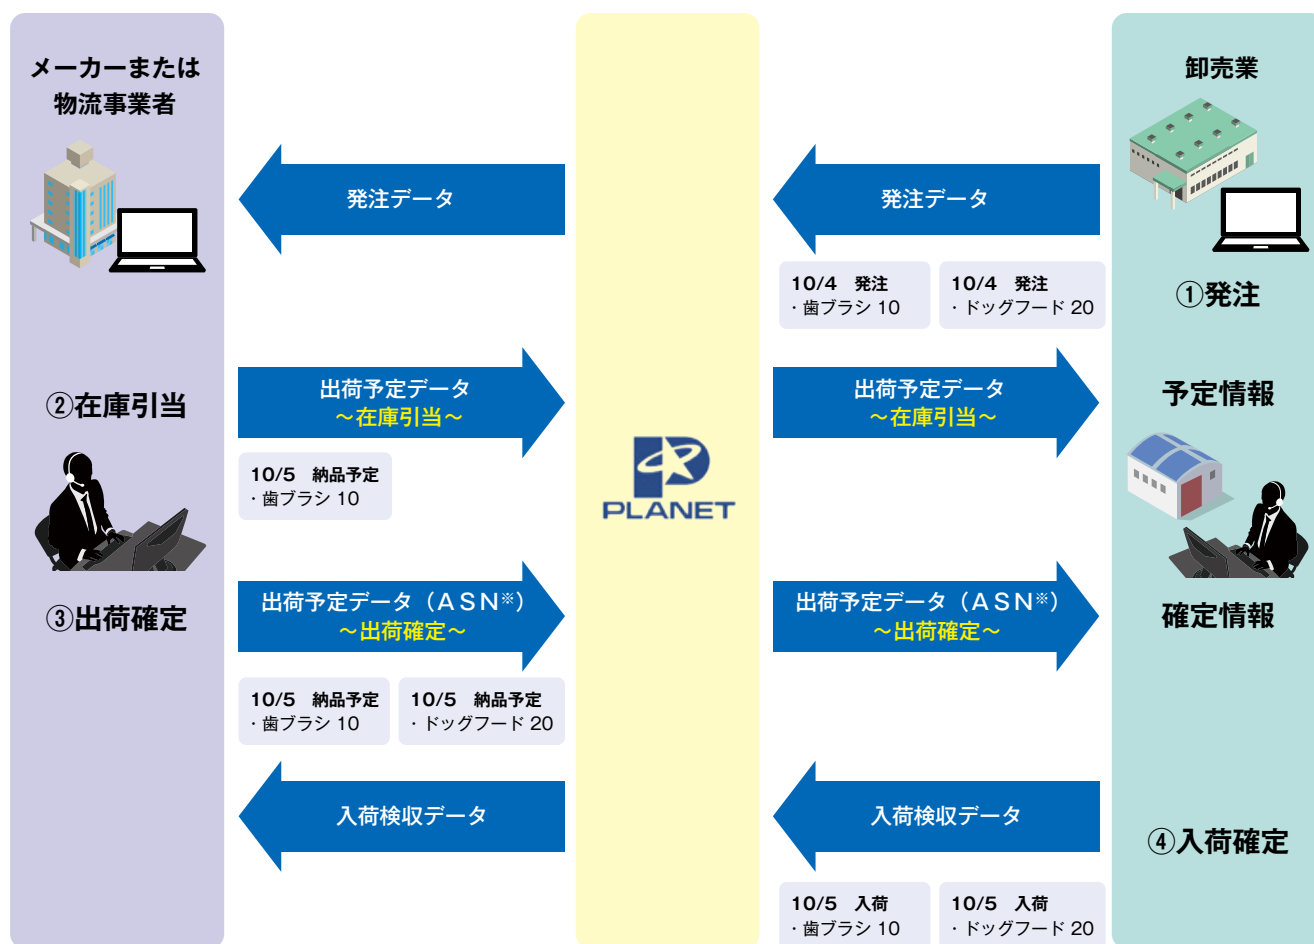 メーカーまたは
物流事業者
卸売業
発注データ
発注データ
10/4 発注
・歯ブラシ 10
10/4 発注
・ドッグフード 20
①発注
②在庫引当
出荷予定データ
~在庫引当~
出荷予定データ
~在庫引当~
予定情報
10/5 納品予定
・歯ブラシ 10
PLANET
③出荷確定
出荷予定データ(ASN※)
~出荷確定~
出荷予定データ(ASN※)
~出荷確定~
確定情報
10/5 納品予定
・歯ブラシ 10
10/5 納品予定
・ドッグフード 20
入荷検収データ
入荷検収データ
④入荷確定
10/5 入荷
・歯ブラシ 10
10/5 入荷
・ドッグフード 20